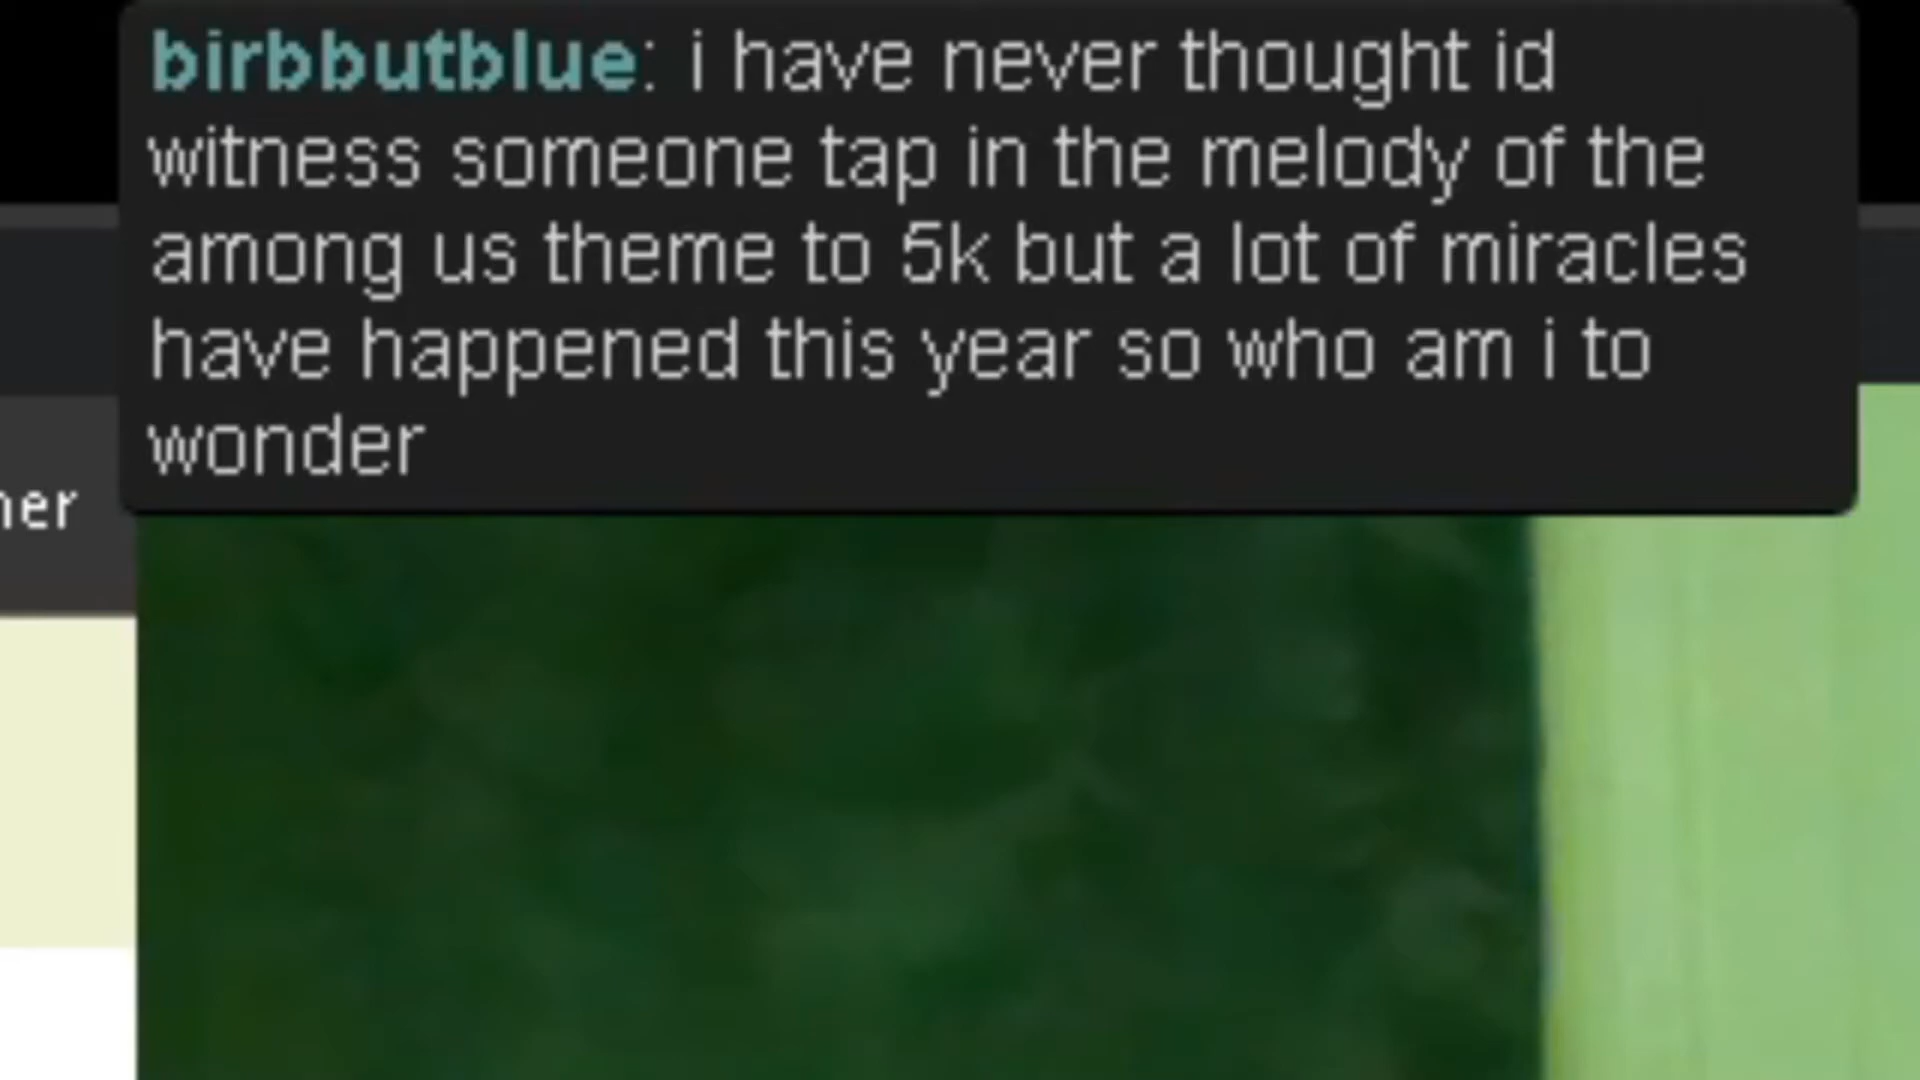 birbbutblue: i have never thought id
witness someone tap in the melody of the
among us theme to 5k but a lot of miracles
have happened this year so who am i to
wonder